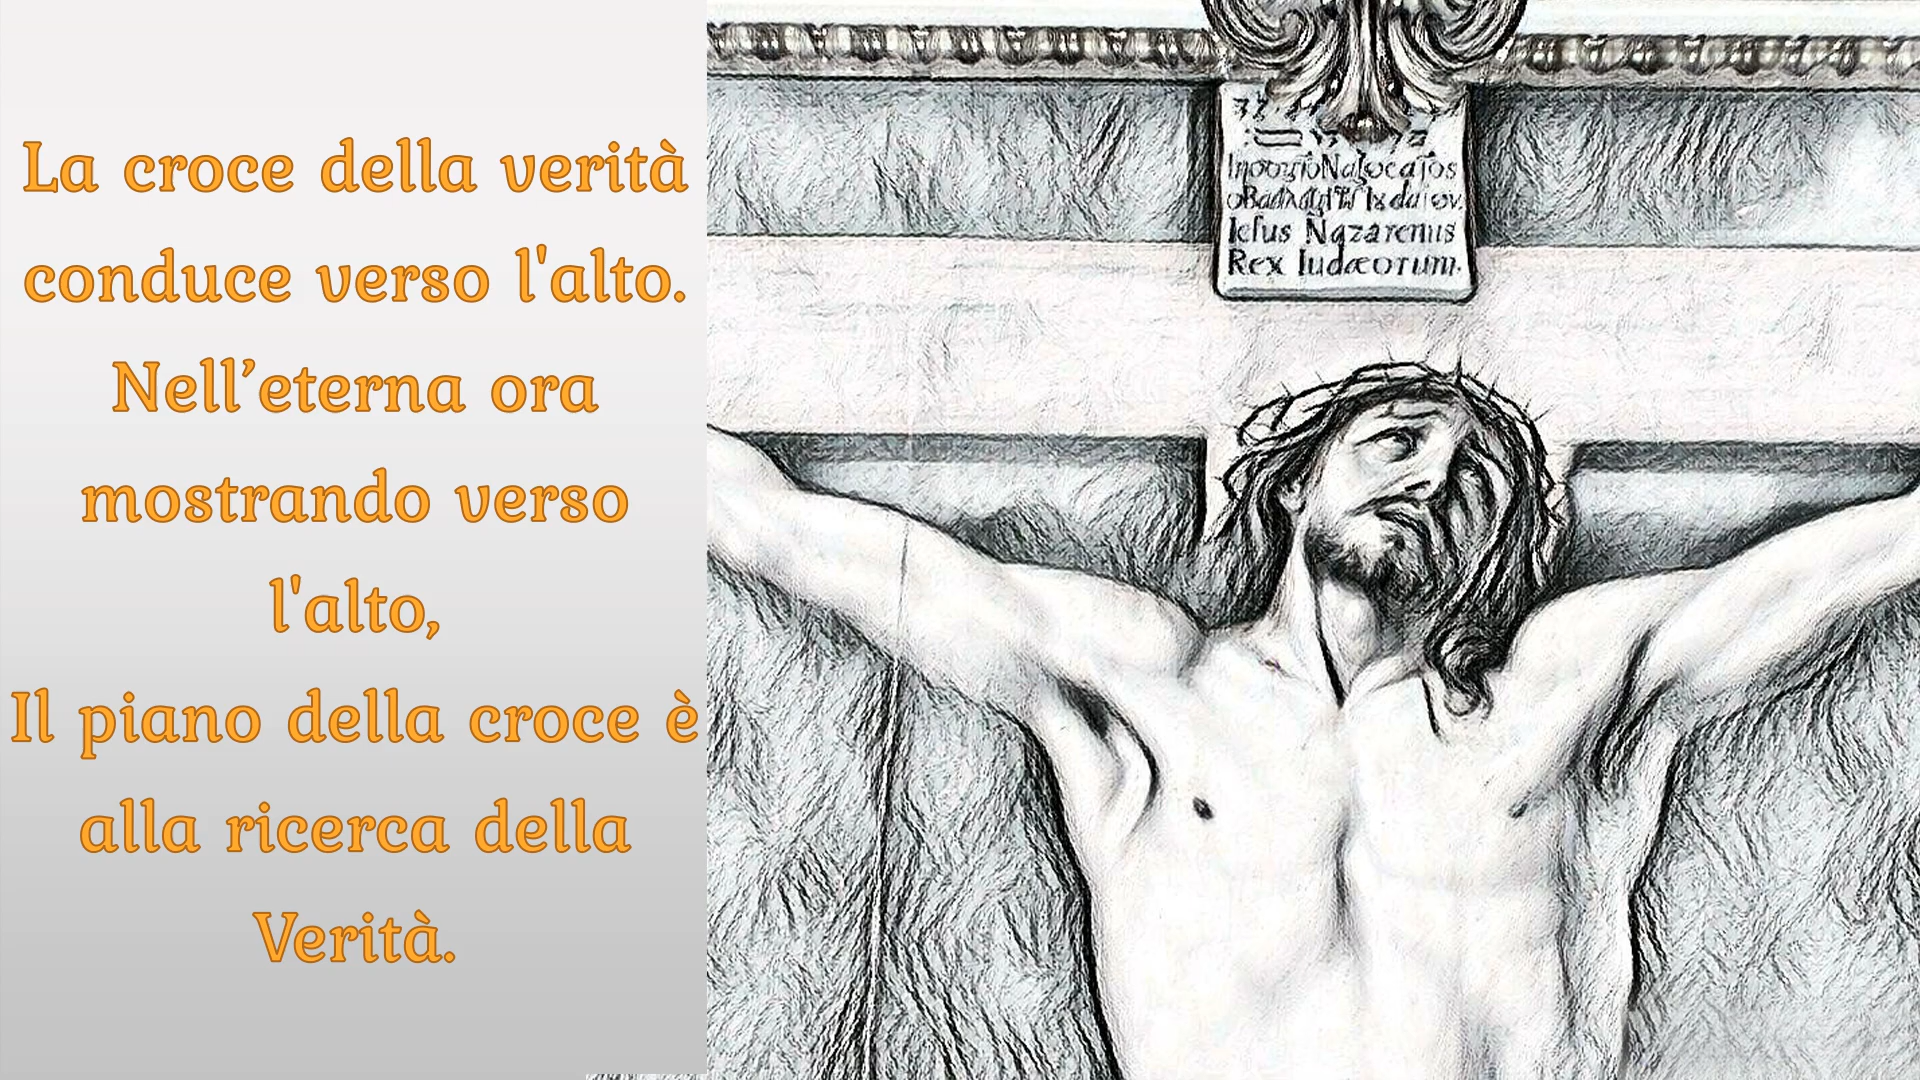 La croce della verità
conduce verso l'alto.
Nell’eterna ora
mostrando verso
l'alto,
Il piano della croce è
alla ricerca della
Verità.
Iefus Nazarenus
Rex Iudæorum.